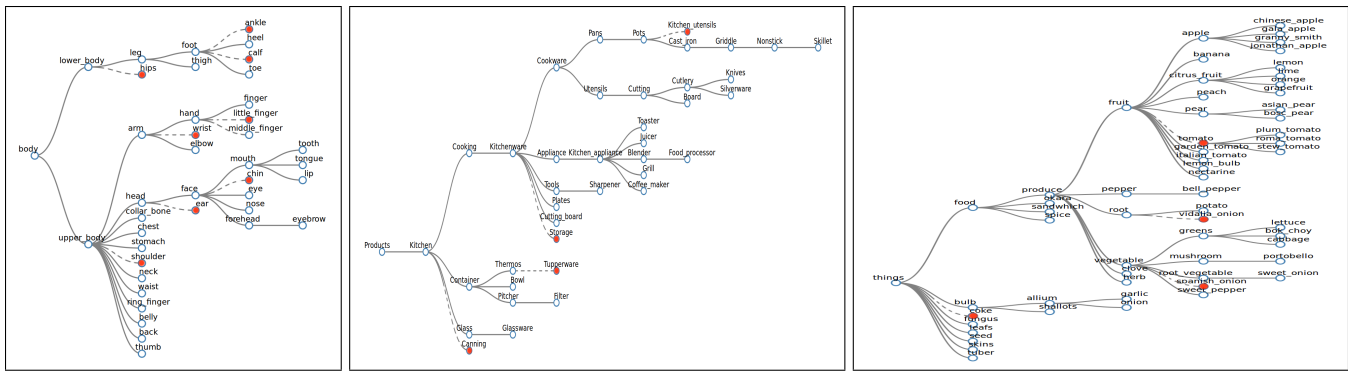 ankle
heel
leg
foot
calf
lower_body
hips
thigh
toe
finger
hand
little_finger
arm
wrist
middle_finger
elbow
tooth
mouth
tongue
body
chin
lip
face
eye
head
ear
nose
collar_bone
forehead
eyebrow
chest
upper_body
stomach
shoulder
neck
waist
ring_finger
belly
back
thumb
Kitchen_utensils
Pans
Pots
Cast_iron
Griddle
Nonstick
Skillet
Cookware
Knives
Utensils
Cutting
Cutlery
Silverware
Board
Toaster
Juicer
Cooking
Kitchenware
Appliance
Kitchen_appliance
Blender
Food_processor
Grill
Tools
Sharpener
Coffee_maker
Plates
Cutting_board
Storage
Products
Kitchen
Thermos
Tupperware
Container
Bowl
Pitcher
Filter
Glass
Glassware
Canning
chinese_apple
gala_apple
apple
granny_smith
jonathan_apple
banana
lemon
citrus_fruit
lime
orange
grapefruit
peach
fruit
asian_pear
pear
bosc_pear
plum_tomato
tomato
roma_tomato
garden_tomato
stew_tomato
italian_tomato
lemon_bulb
nectarine
produce
pepper
bell_pepper
okara
food
sandwhich
root
potato
spice
vidalia_onion
lettuce
greens
bok_choy
cabbage
vegetable
mushroom
portobello
clove
things
herb
root_vegetable
sweet_onion
spanish_onion
sweet_pepper
bulb
allium
garlic
coke
shallots
onion
fungus
leafs
seed
skins
tuber